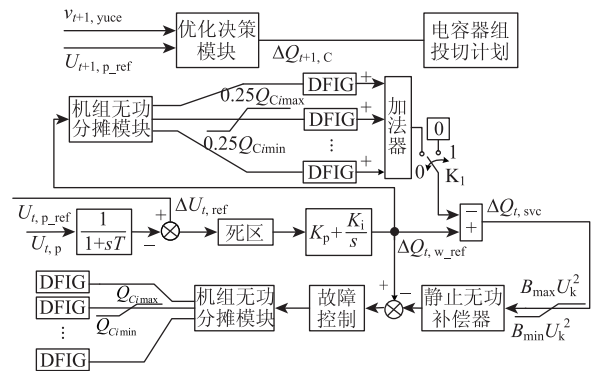 v_{t+1, yuce}
U_{t+1, p_ref}
优化决策
模块
ΔQ_{t+1, C}
电容器组
投切计划
机组无功
分摊模块
0.25Q_{Cimax}
0.25Q_{Cimin}
DFIG
+
DFIG
+
⋮
DFIG
+
加法器
0
1
0
K_1
U_{t, p_ref}
U_{t, p}
1
1+sT
+
−
ΔU_{t, ref}
死区
K_p+
K_i
s
ΔQ_{t, w_ref}
−
+
ΔQ_{t, svc}
DFIG
DFIG
⋮
DFIG
Q_{Cimax}
Q_{Cimin}
机组无功
分摊模块
故障
控制
+
−
静止无功
补偿器
B_{max}U_k^2
B_{min}U_k^2